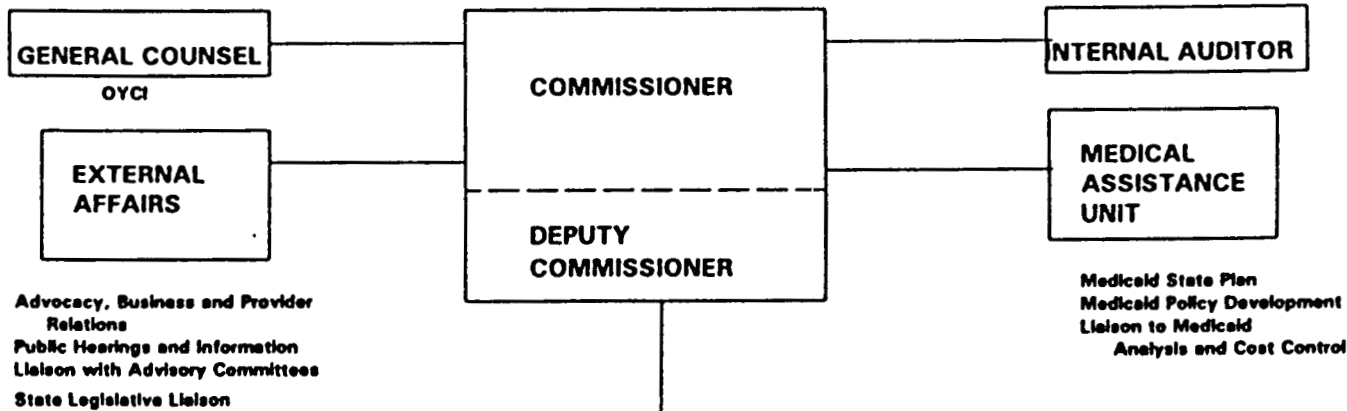 GENERAL COUNSEL
OYCI
EXTERNAL
AFFAIRS
Advocacy, Business and Provider
Relations
Public Hearings and Information
Liaison with Advisory Committees
State Legislative Liaison
COMMISSIONER
DEPUTY
COMMISSIONER
INTERNAL AUDITOR
MEDICAL
ASSISTANCE
UNIT
Medicaid State Plan
Medicaid Policy Development
Liaison to Medicaid
Analysis and Cost Control